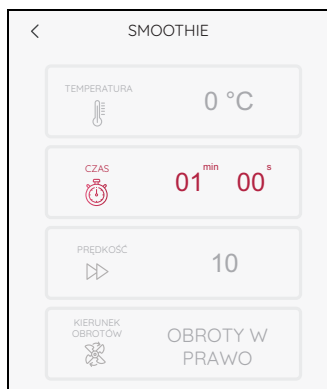 SMOOTHIE
TEMPERATURA
0 °C
CZAS
01 min 00 s
PRĘDKOŚĆ
10
KIERUNEK
OBROTÓW
OBROTY W
PRAWO